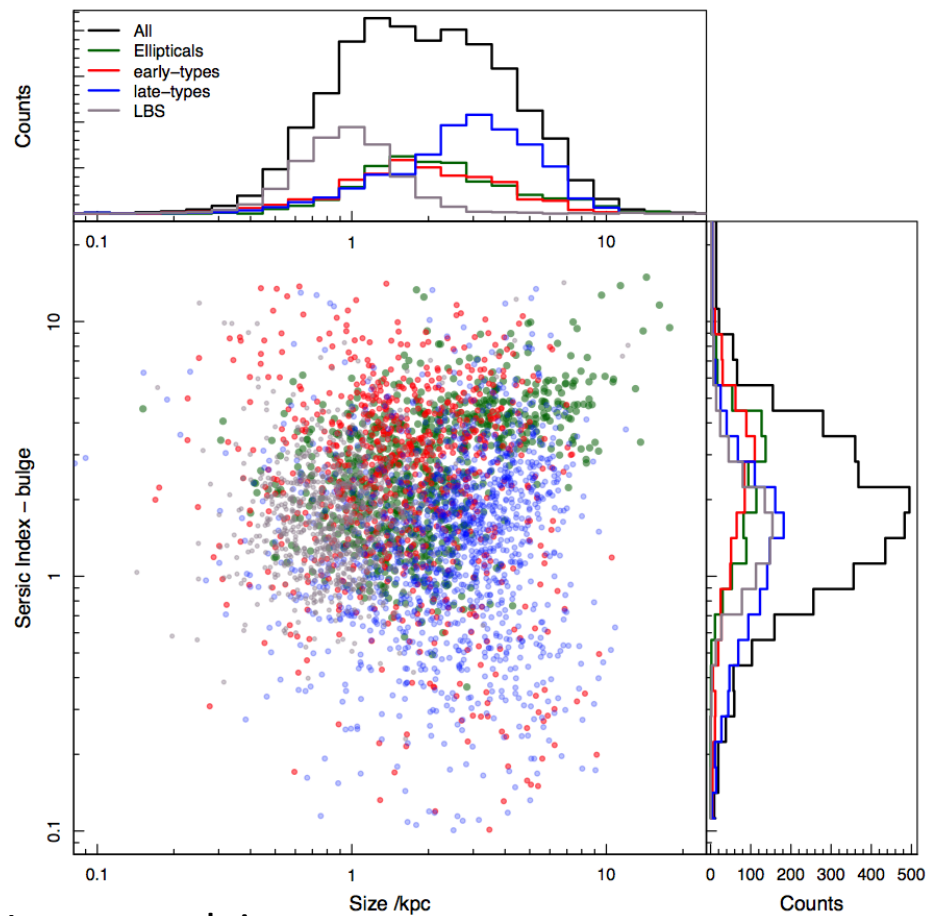 All
Ellipticals
early-types
late-types
LBS
Counts
0.1 1 10
10
1
0.1
Sersic Index - bulge
0.1 1 10
Size /kpc
0 100 200 300 400 500
Counts